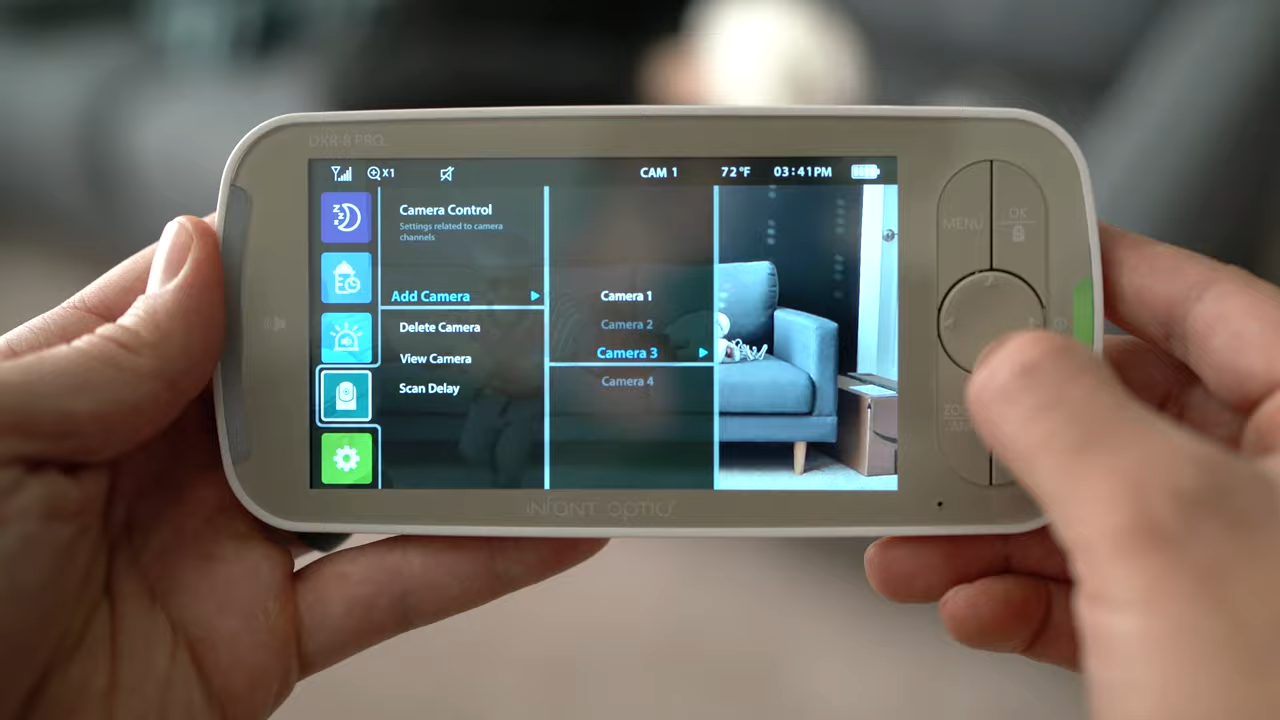 DXR-8 PRO
X1
CAM 1
72°F
03:41PM
Camera Control
Settings related to camera
channels
Add Camera
Delete Camera
View Camera
Scan Delay
Camera 1
Camera 2
Camera 3
Camera 4
MENU
OK
INFANT OPTICS